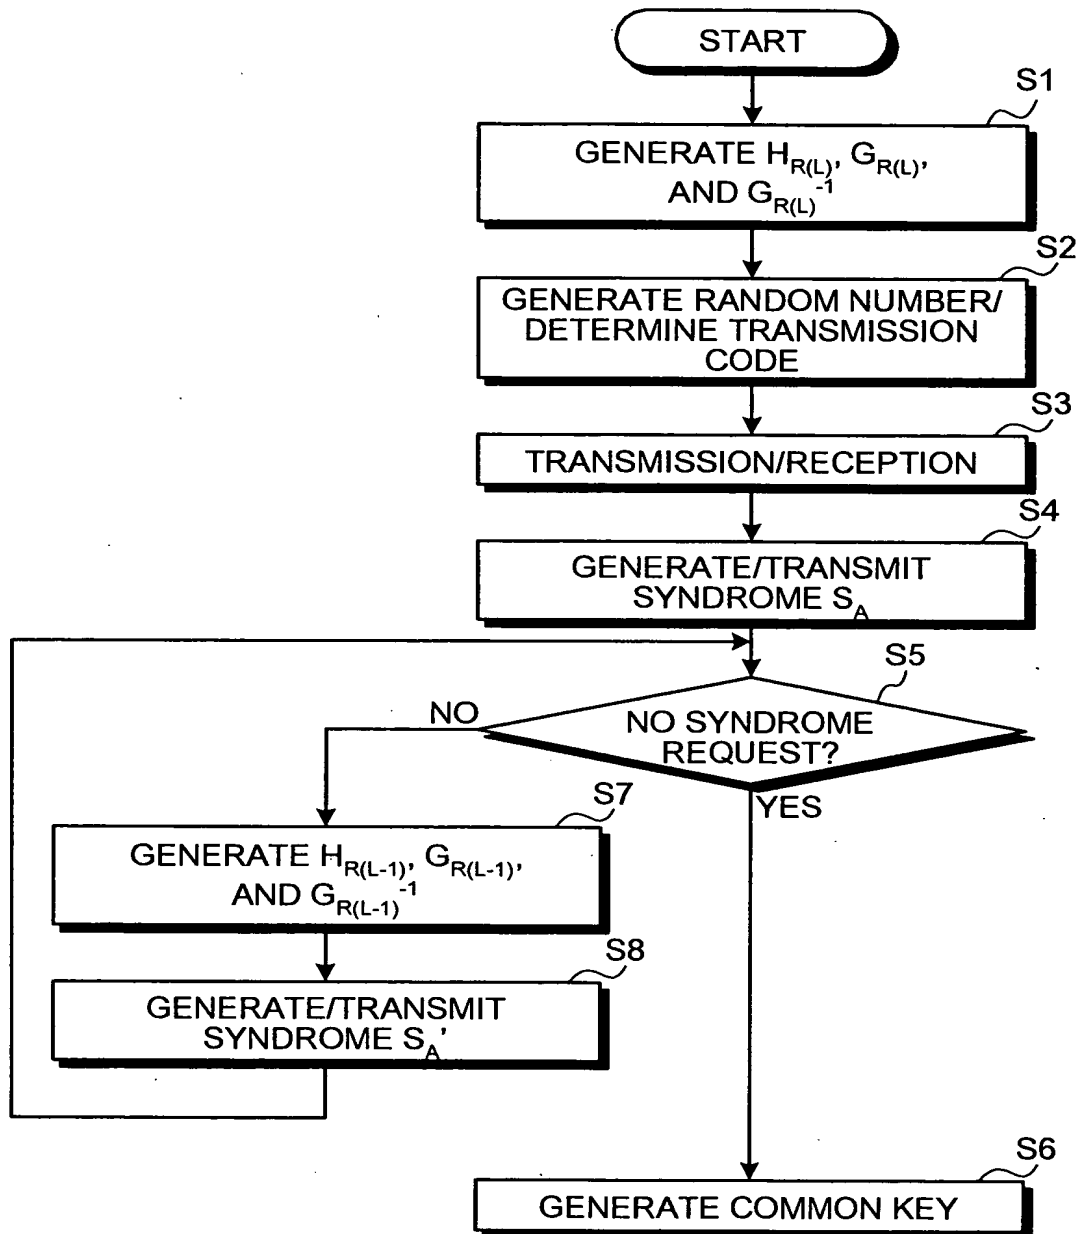 START
S1
GENERATE H_R(L), G_R(L),
AND G_R(L)^-1
S2
GENERATE RANDOM NUMBER/
DETERMINE TRANSMISSION
CODE
S3
TRANSMISSION/RECEPTION
S4
GENERATE/TRANSMIT
SYNDROME S_A
S5
NO
NO SYNDROME
REQUEST?
YES
S7
GENERATE H_R(L-1), G_R(L-1),
AND G_R(L-1)^-1
S8
GENERATE/TRANSMIT
SYNDROME S_A'
S6
GENERATE COMMON KEY